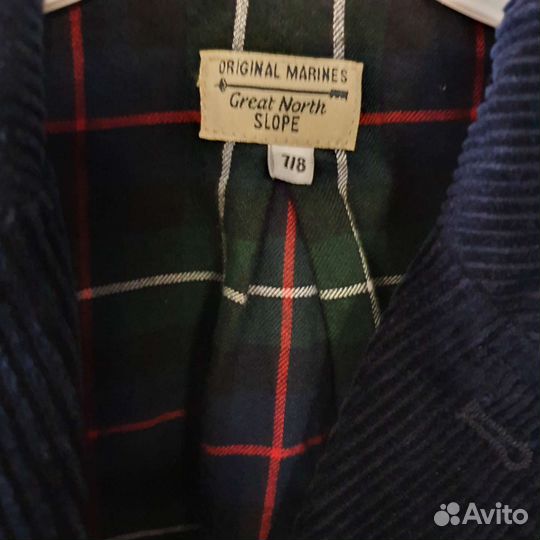 ORIGINAL MARINES
Great North
SLOPE
7/8
Avito